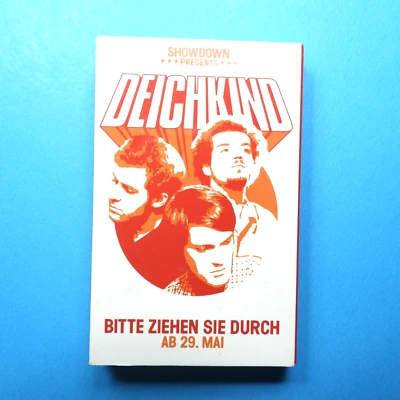 SHOWDOWN
*** PRESENTS ***
DEICHKIND
BITTE ZIEHEN SIE DURCH
AB 29. MAI